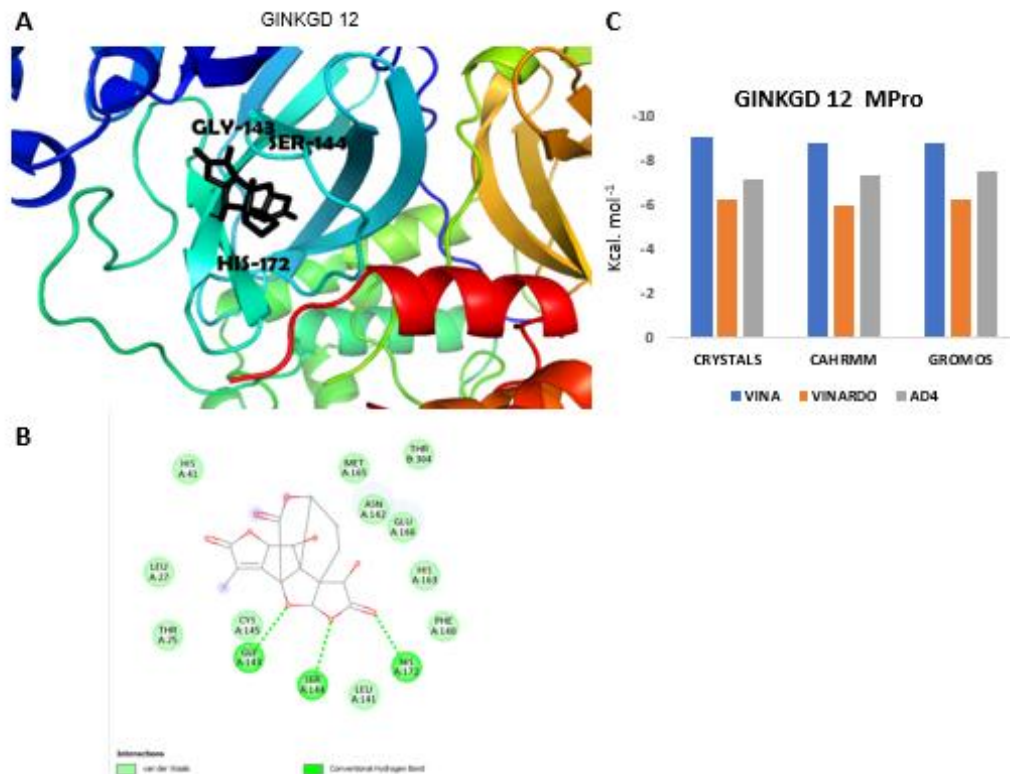 A
GINKGD 12
GLY-143
SER-144
HIS-172
B
HIS
A:41
MET
A:165
THR
B:304
ASN
A:142
GLU
A:166
LEU
A:27
HIS
A:163
THR
A:25
CYS
A:145
PHE
A:140
GLY
A:143
SER
A:144
HIS
A:172
LEU
A:141
Interactions
van der Waals
Conventional Hydrogen Bond
C
GINKGD 12 MPro
-10
-8
-6
-4
-2
0
Kcal. mol⁻¹
CRYSTALS CAHRMM GROMOS
VINA VINARDO AD4